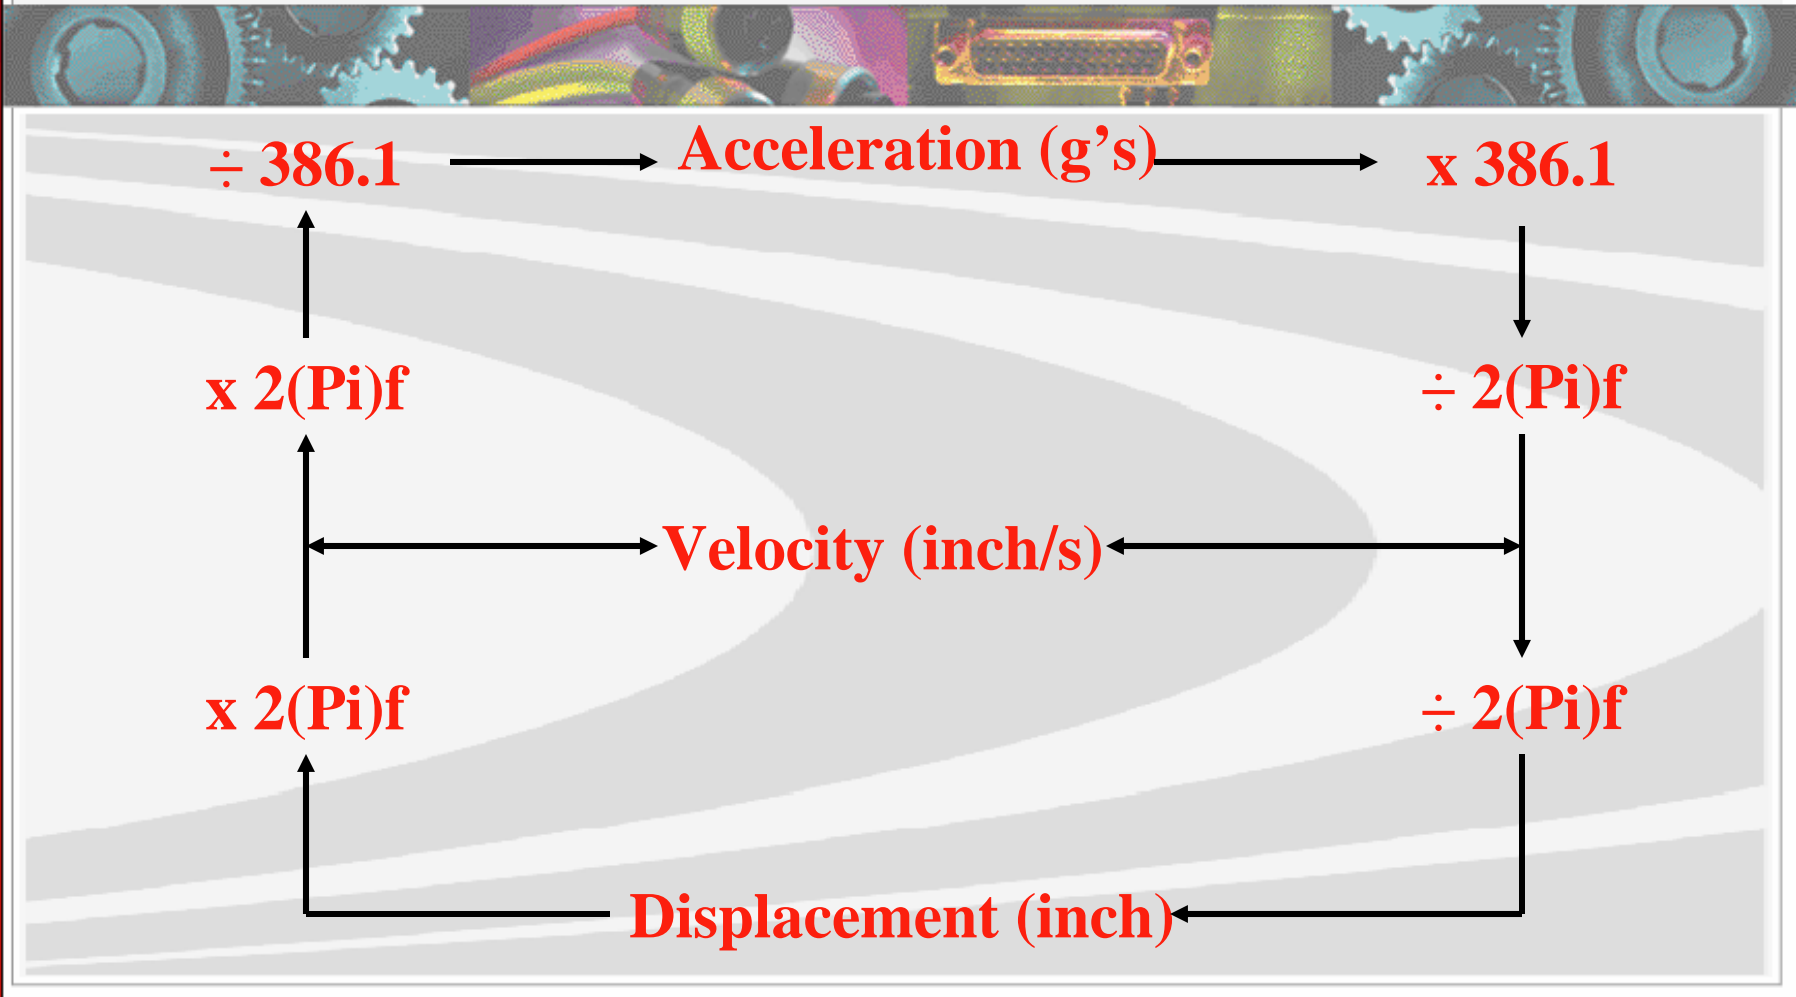 ÷ 386.1
Acceleration (g’s)
x 386.1
x 2(Pi)f
÷ 2(Pi)f
Velocity (inch/s)
x 2(Pi)f
÷ 2(Pi)f
Displacement (inch)